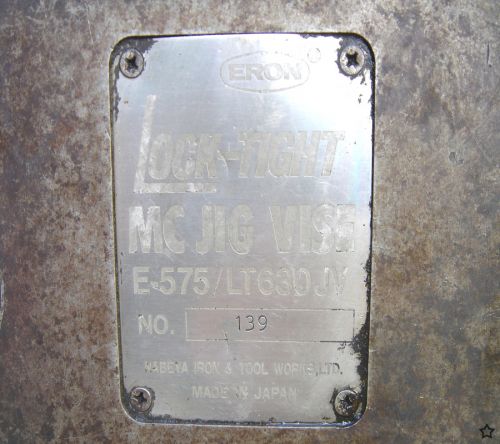 ERON
LOCK-TIGHT
MC JIG VISE
E-575/LT630JV
NO. 139
NABEYA IRON & TOOL WORKS, LTD.
MADE IN JAPAN